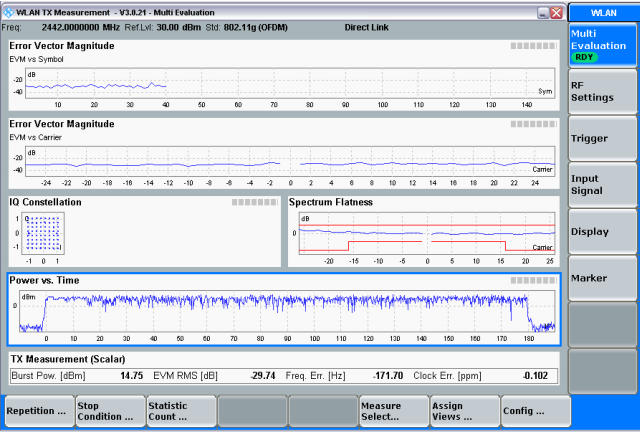 WLAN TX Measurement - V3.0.21 - Multi Evaluation
WLAN
Freq: 2442.0000000 MHz Ref.Lvl: 30.00 dBm Std: 802.11g (OFDM) Direct Link
Multi
Evaluation
RDY
Error Vector Magnitude
EVM vs Symbol
dB
-20
-40
Sym
10 20 30 40 50 60 70 80 90 100 110 120 130 140
RF
Settings
Error Vector Magnitude
EVM vs Carrier
dB
-20
-40
Carrier
-24 -22 -20 -18 -16 -14 -12 -10 -8 -6 -4 -2 0 2 4 6 8 10 12 14 16 18 20 22 24
Trigger
Input
Signal
IQ Constellation
1
0
-1
Q
I
-1 0 1
Spectrum Flatness
dB
0
Carrier
-20 -15 -10 -5 0 5 10 15 20 25
Display
Power vs. Time
dBm
0
0 10 20 30 40 50 60 70 80 90 100 110 120 130 140 150 160 170 180 190
Marker
TX Measurement (Scalar)
Burst Pow. [dBm] 14.75 EVM RMS [dB] -29.74 Freq. Err. [Hz] -171.70 Clock Err. [ppm] -0.102
Repetition ...
Stop
Condition ...
Statistic
Count ...
Measure
Select...
Assign
Views ...
Config ...